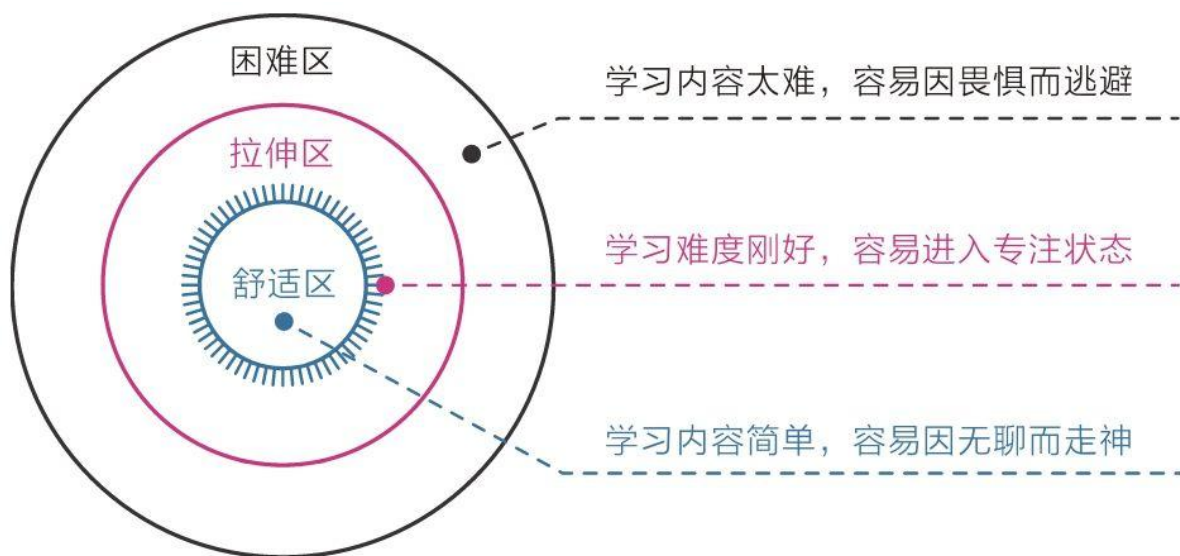 困难区
学习内容太难，容易因畏惧而逃避
拉伸区
学习难度刚好，容易进入专注状态
舒适区
学习内容简单，容易因无聊而走神